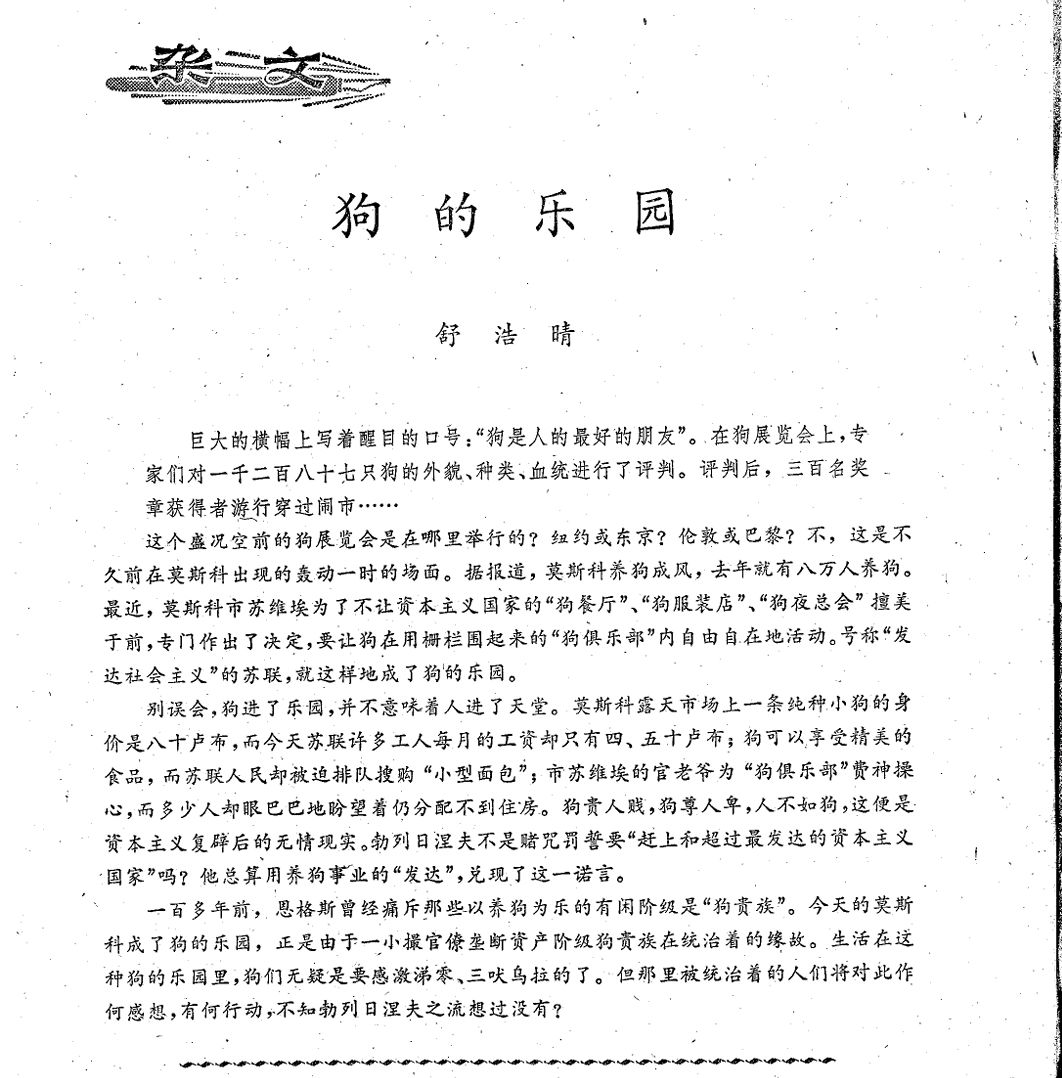 杂文
狗的乐园
舒浩晴
巨大的横幅上写着醒目的口号：“狗是人的最好的朋友”。在狗展览会上，专
家们对一千二百八十七只狗的外貌、种类、血统进行了评判。评判后，三百名奖
章获得者游行穿过闹市……
这个盛况空前的狗展览会是在哪里举行的？纽约或东京？伦敦或巴黎？不，这是不
久前在莫斯科出现的轰动一时的场面。据报道，莫斯科养狗成风，去年就有八万人养狗。
最近，莫斯科市苏维埃为了不让资本主义国家的“狗餐厅”、“狗服装店”、“狗夜总会”擅美
于前，专门作出了决定，要让狗在用栅栏围起来的“狗俱乐部”内自由自在地活动。号称“发
达社会主义”的苏联，就这样地成了狗的乐园。
别误会，狗进了乐园，并不意味着人进了天堂。莫斯科露天市场上一条纯种小狗的身
价是八十卢布，而今天苏联许多工人每月的工资却只有四、五十卢布；狗可以享受精美的
食品，而苏联人民却被迫排队搜购“小型面包”；市苏维埃的官老爷为“狗俱乐部”费神操
心，而多少人却眼巴巴地盼望着仍分配不到住房。狗贵人贱，狗尊人卑，人不如狗，这便是
资本主义复辟后的无情现实。勃列日涅夫不是赌咒罚誓要“赶上和超过最发达的资本主义
国家”吗？他总算用养狗事业的“发达”，兑现了这一诺言。
一百多年前，恩格斯曾经痛斥那些以养狗为乐的有闲阶级是“狗贵族”。今天的莫斯
科成了狗的乐园，正是由于一小撮官僚垄断资产阶级狗贵族在统治着的缘故。生活在这
种狗的乐园里，狗们无疑是要感激涕零、三呋乌拉的了。但那里被统治着的人们将对此作
何感想，有何行动，不知勃列日涅夫之流想过没有？